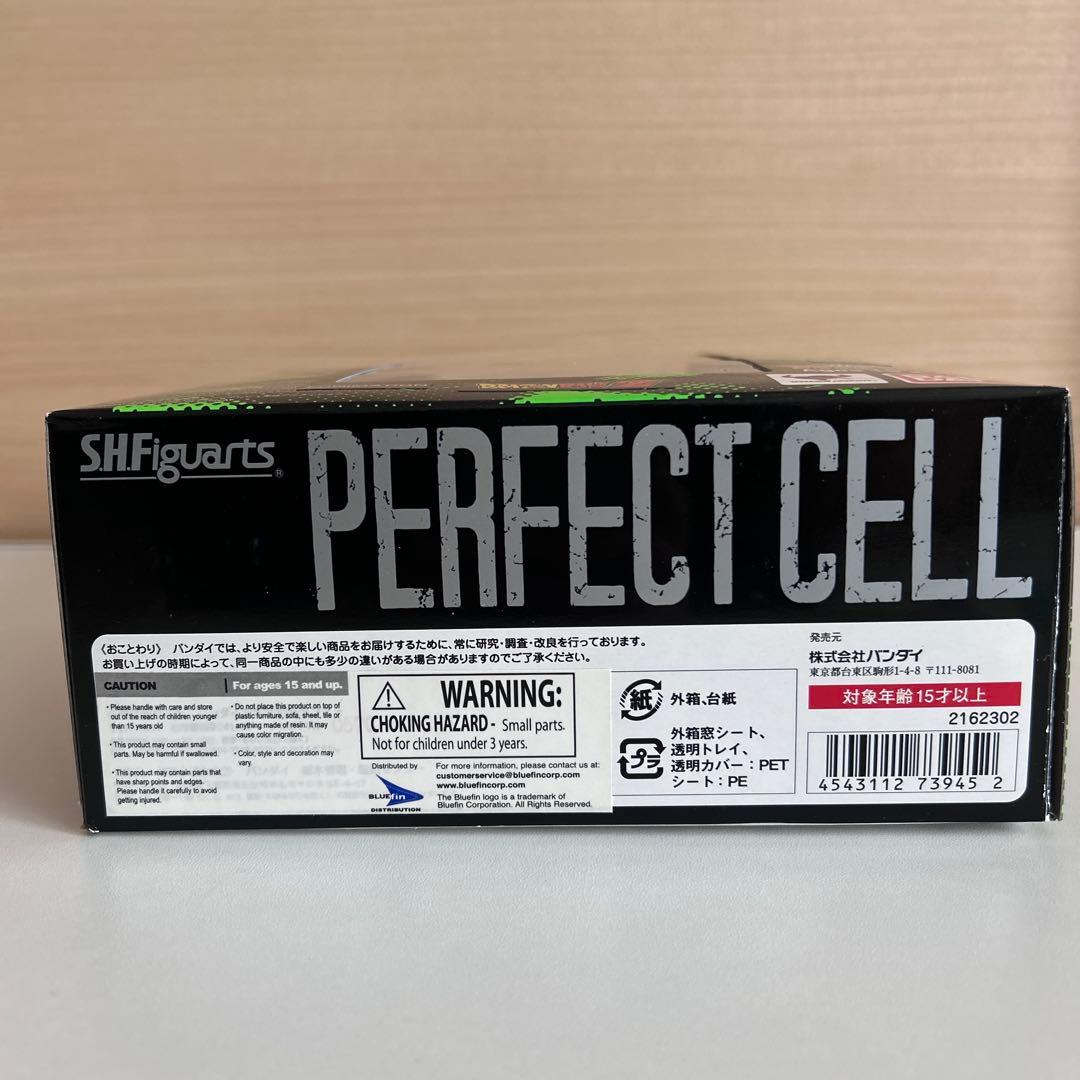 S.H.Figuarts®
PERFECT CELL
《おことわり》 バンダイでは、より安全で楽しい商品をお届けするために、常に研究・調査・改良を行っております。
お買い上げの時期によって、同一商品の中にも多少の違いがある場合がありますのでご了承ください。
CAUTION
For ages 15 and up.
・Please handle with care and store
out of the reach of children younger
than 15 years old
・This product may contain small
parts. May be harmful if swallowed.
・This product may contain parts that
have sharp points and edges.
Please handle it carefully to avoid
getting injured.
・Do not place this product on top of
plastic furniture, sofa, sheet, tile or
anything made of resin. It may
cause color migration.
・Color, style and decoration may
vary.
WARNING:
CHOKING HAZARD - Small parts.
Not for children under 3 years.
Distributed by
BLUEfin
DISTRIBUTION
For more information, please contact us at:
customerservice@bluefincorp.com
www.bluefincorp.com
The Bluefin logo is a trademark of
Bluefin Corporation. All Rights Reserved.
紙
外箱、台紙
プラ
外箱窓シート、
透明トレイ、
透明カバー：PET
シート：PE
発売元
株式会社バンダイ
東京都台東区駒形1-4-8 〒111-8081
対象年齢15才以上
2162302
4543112 73945 2